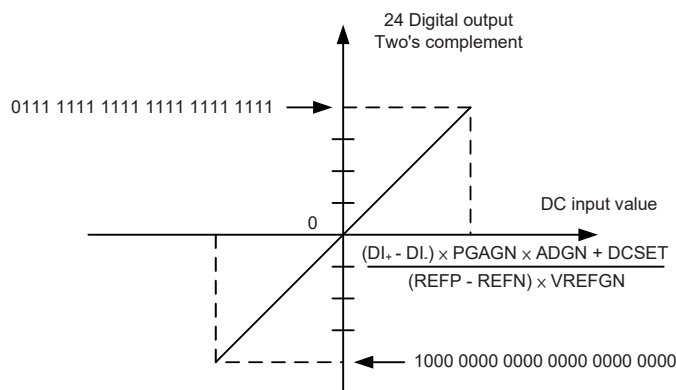 24 Digital output
Two's complement
0111 1111 1111 1111 1111 1111
0
DC input value
(DI+ - DI-) × PGAGN × ADGN + DCSET
(REFP - REFN) × VREFGN
1000 0000 0000 0000 0000 0000